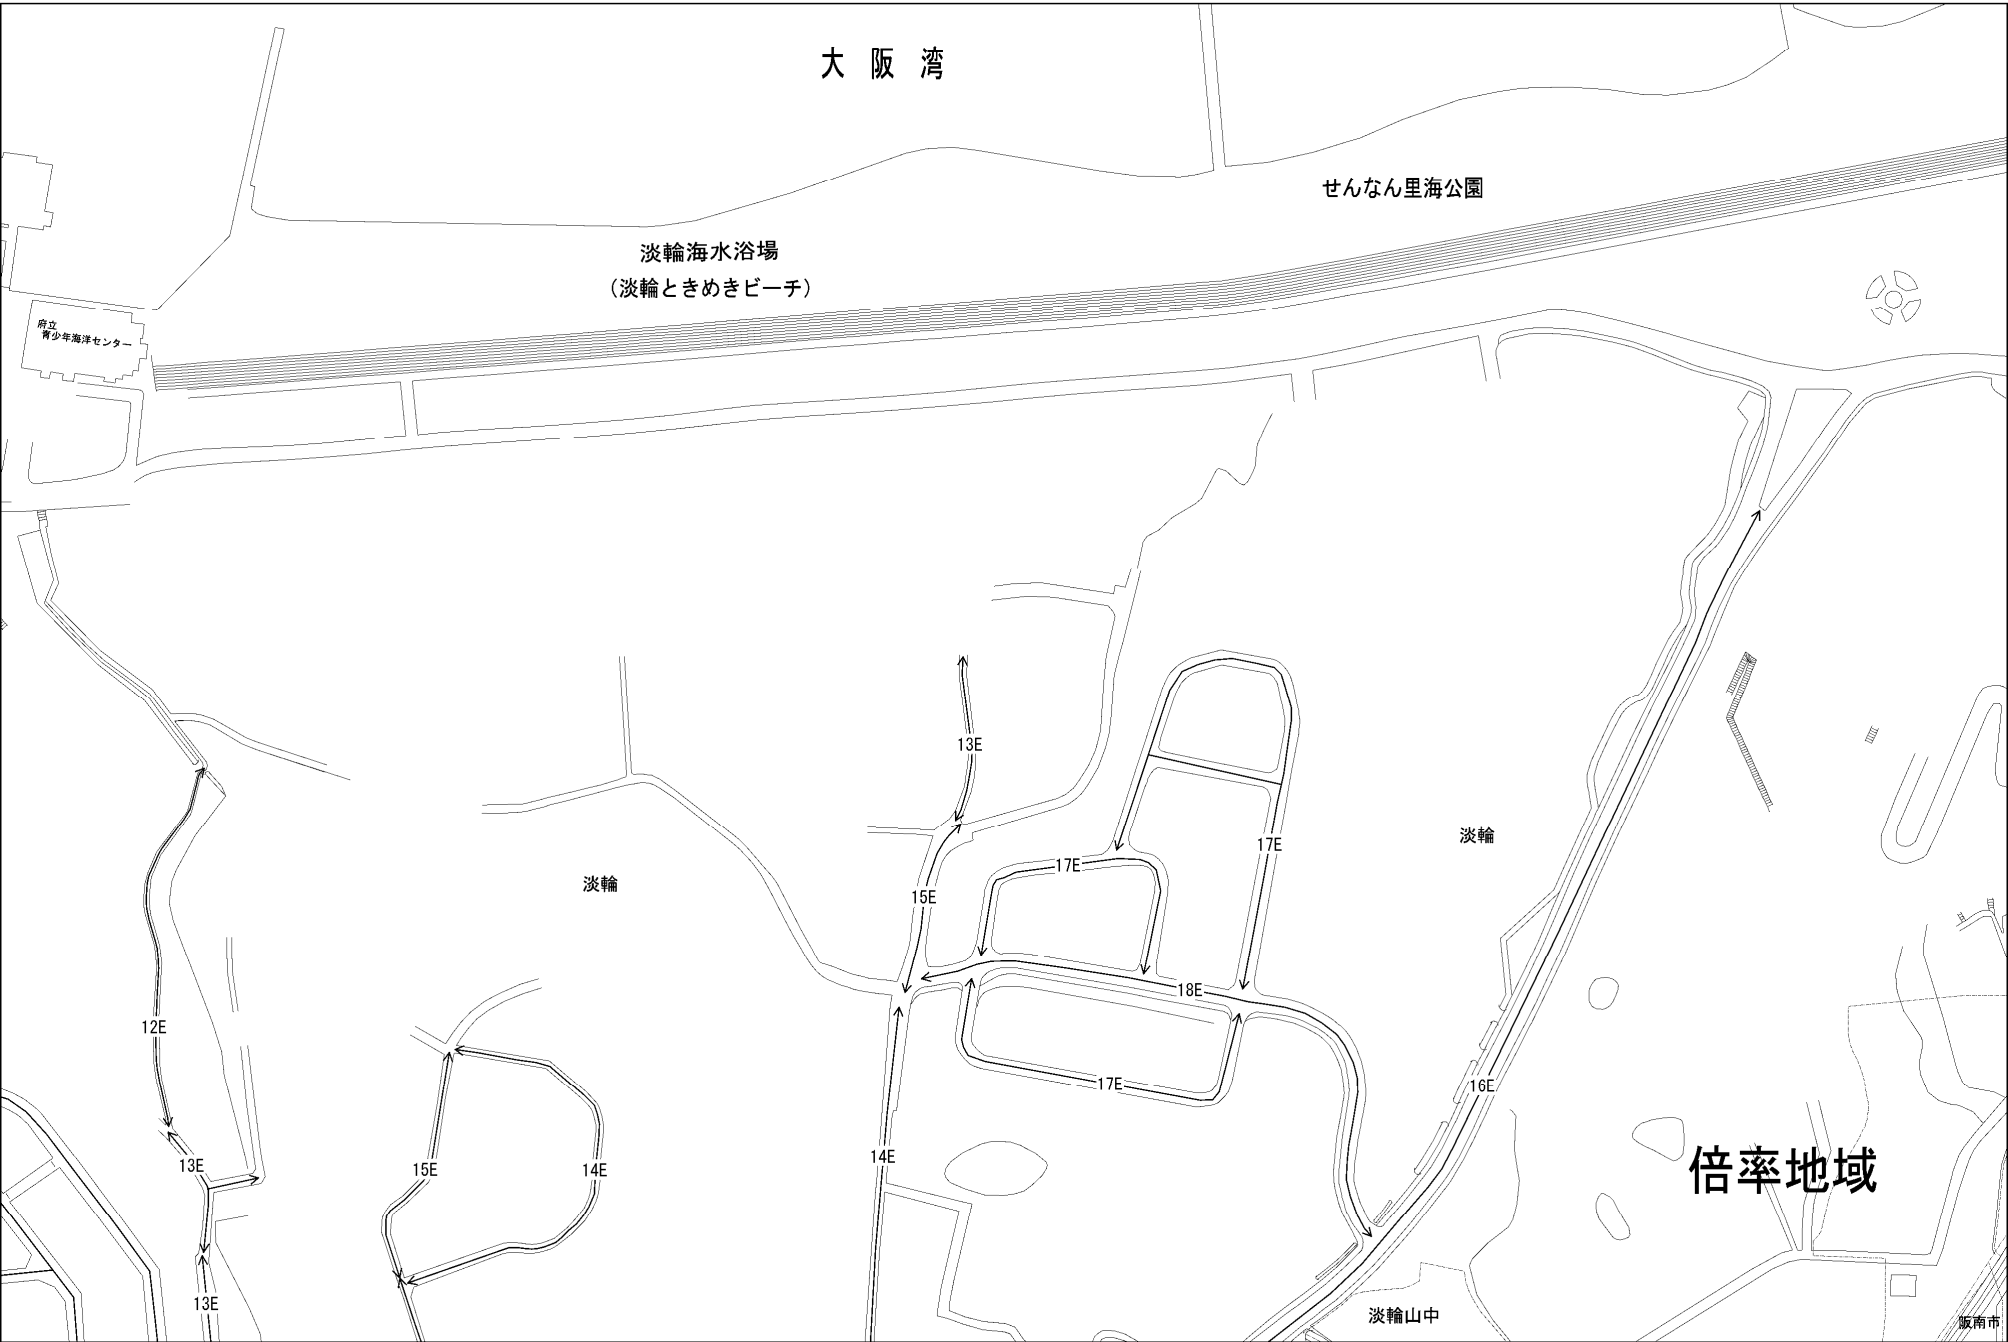 大阪湾
せんなん里海公園
淡輪海水浴場
(淡輪ときめきビーチ)
府立
青少年海洋センター
13E
淡輪
17E
17E
淡輪
15E
18E
12E
17E
16E
14E
13E
15E
14E
倍率地域
13E
淡輪山中
阪南市